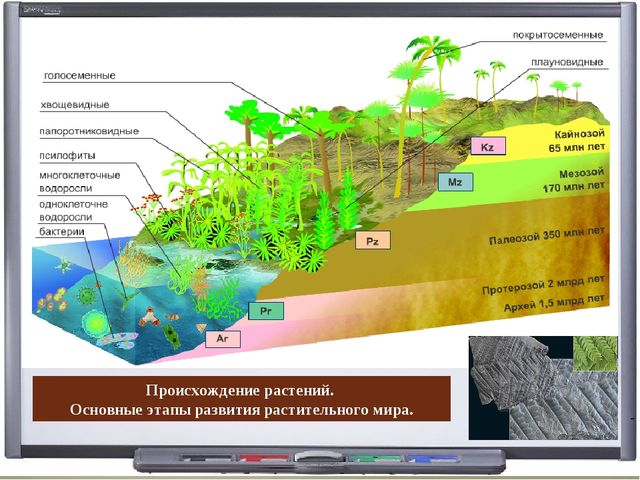 покрытосеменные
плауновидные
голосеменные
хвощевидные
папоротниковидные
псилофиты
многоклеточные
водоросли
одноклеточне
водоросли
бактерии
Kz
Mz
Pz
Pr
Ar
Кайнозой
65 млн лет
Мезозой
170 млн лет
Палеозой 350 млн лет
Протерозой 2 млрд лет
Архей 1,5 млрд лет
Происхождение растений.
Основные этапы развития растительного мира.